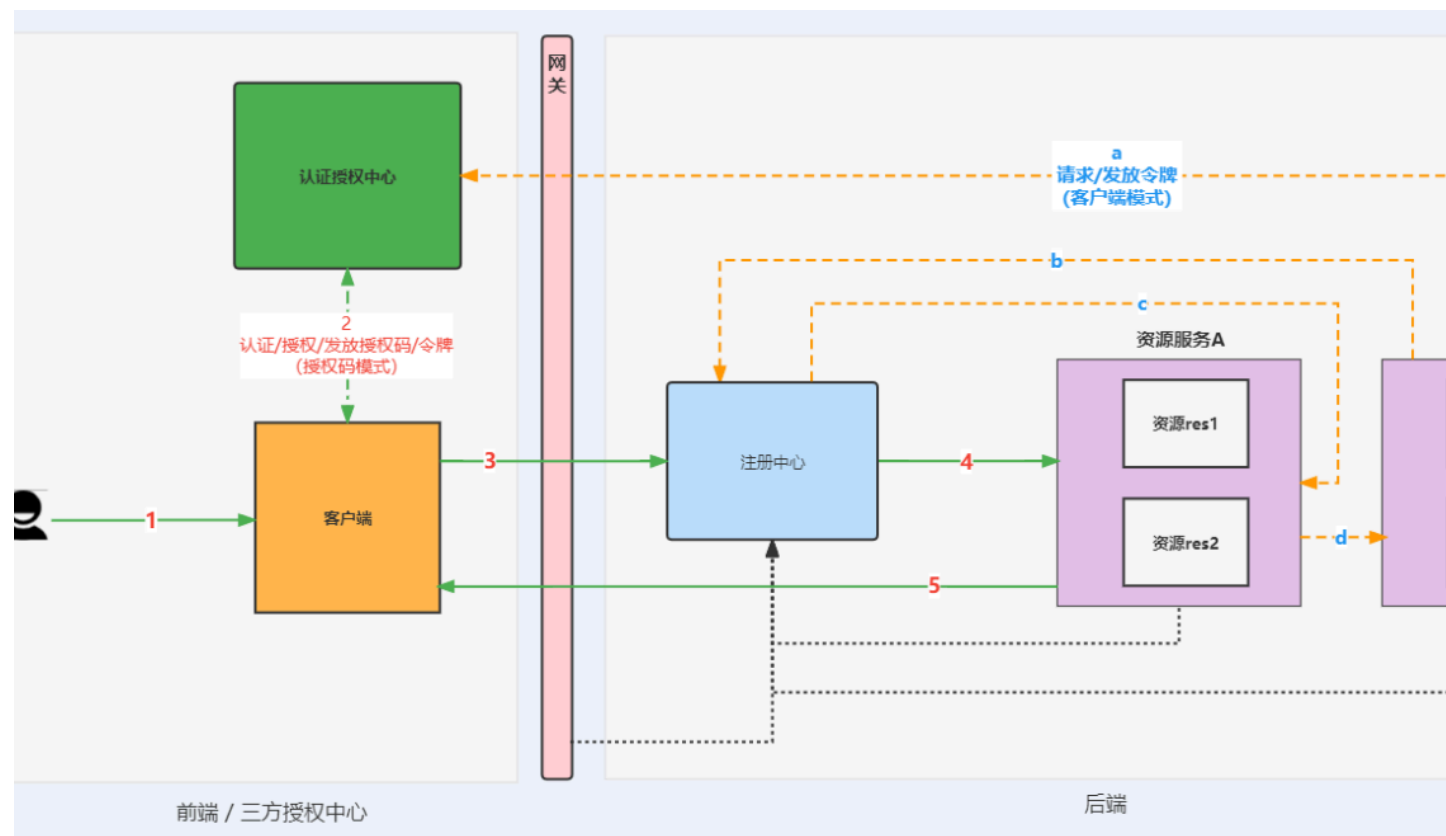 网
关
认证授权中心
a
请求/发放令牌
(客户端模式)
b
c
2
认证/授权/发放授权码/令牌
(授权码模式)
资源服务A
资源res1
3
注册中心
4
1
客户端
资源res2
d
5
前端 / 三方授权中心
后端